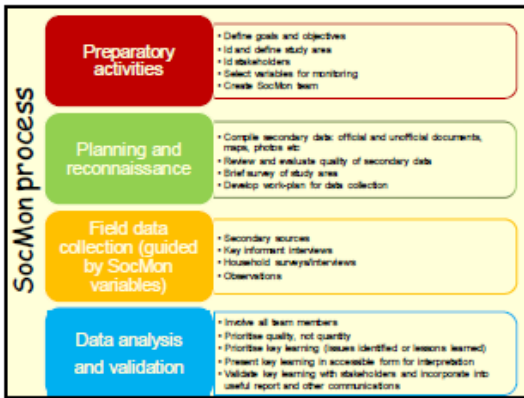 SocMon process
Preparatory
activities
• Define goals and objectives
• Id and define study area
• Id stakeholders
• Select variables for monitoring
• Create SocMon team
Planning and
reconnaissance
• Compile secondary data: official and unofficial documents,
maps, photos etc
• Review and evaluate quality of secondary data
• Brief survey of study area
• Develop work-plan for data collection
Field data
collection (guided
by SocMon
variables)
• Secondary sources
• Key informant interviews
• Household surveys/interviews
• Observations
Data analysis
and validation
• Involve all team members
• Prioritise quality, not quantity
• Prioritise key learning (issues identified or lessons learned)
• Present key learning in accessible form for interpretation
• Validate key learning with stakeholders and incorporate into
useful report and other communications